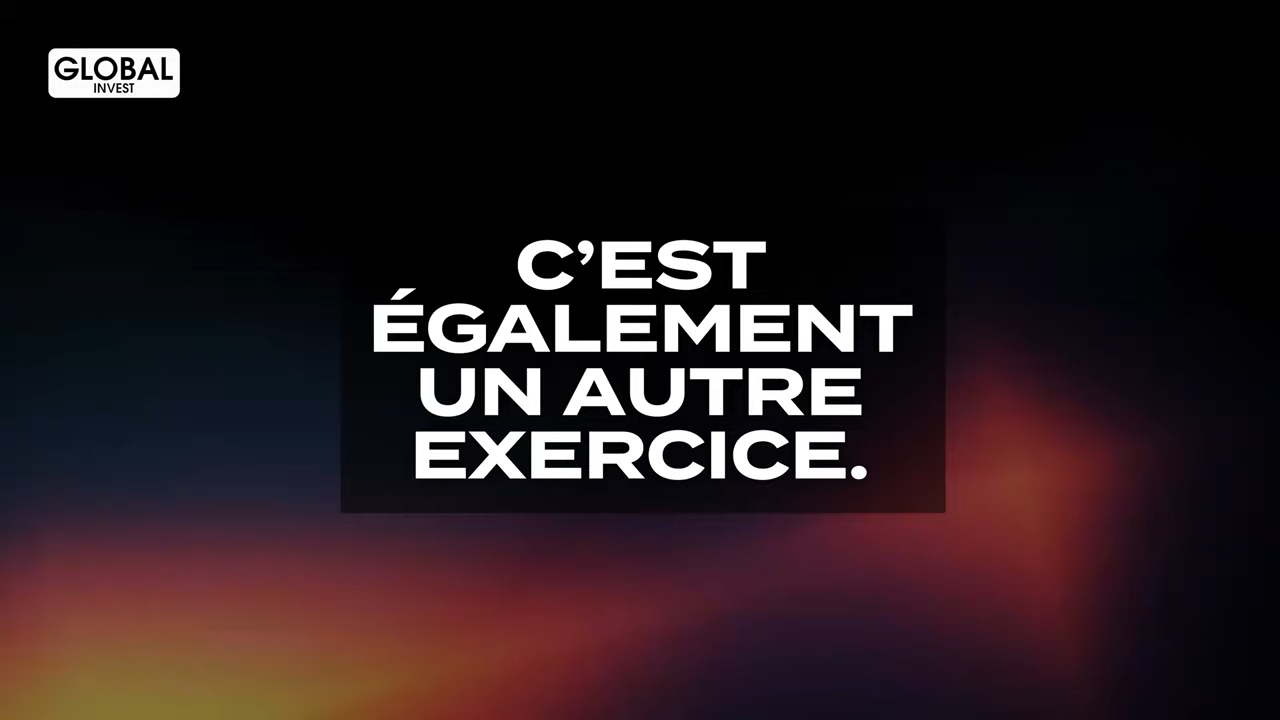 GLOBAL
INVEST
C’EST
ÉGALEMENT
UN AUTRE
EXERCICE.